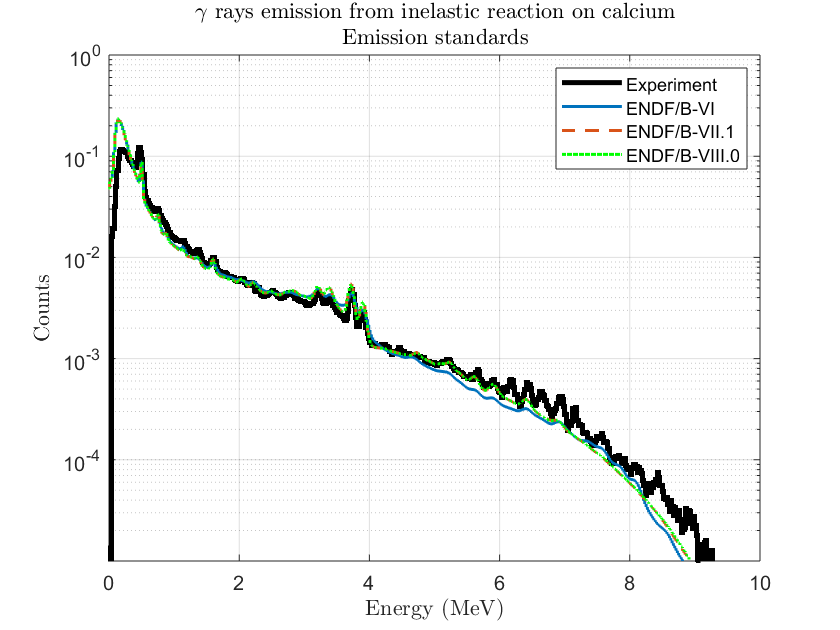 γ rays emission from inelastic reaction on calcium
Emission standards
Experiment
ENDF/B-VI
ENDF/B-VII.1
ENDF/B-VIII.0
10^0
10^-1
10^-2
10^-3
10^-4
Counts
0 2 4 6 8 10
Energy (MeV)